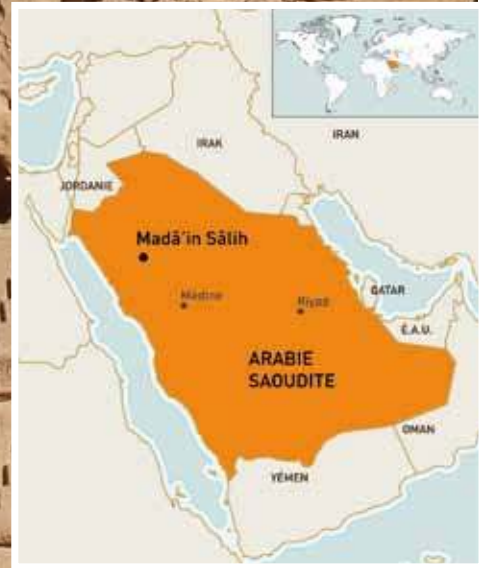 IRAK
IRAN
JORDANIE
Madâ'in Sâlih
Médine
Riyad
QATAR
É.A.U.
ARABIE
SAOUDITE
OMAN
YÉMEN